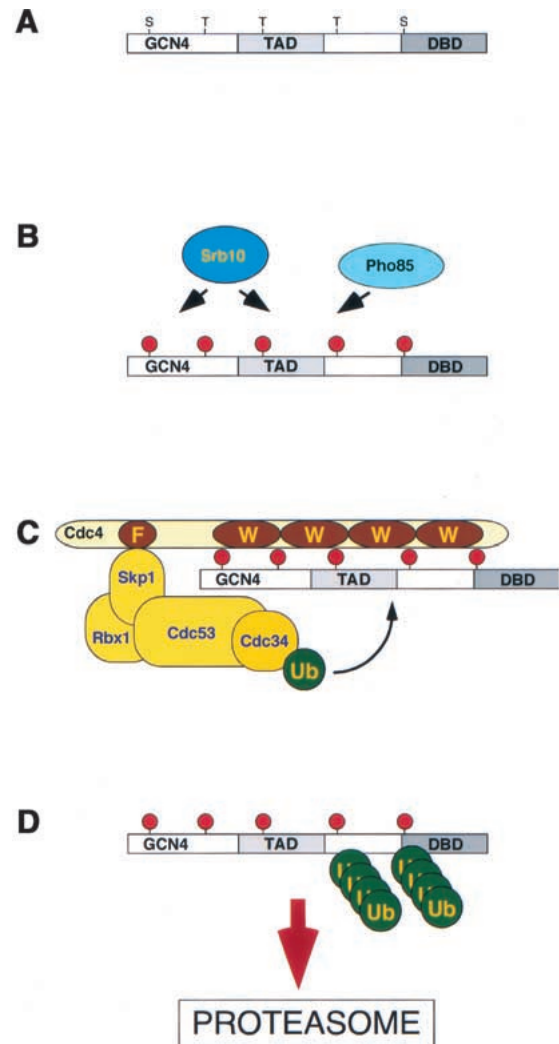 A
S T T T S
GCN4 TAD DBD
B
Srb10
Pho85
GCN4 TAD DBD
C
Cdc4 F W W W W
Skp1
GCN4 TAD DBD
Rbx1 Cdc53 Cdc34
Ub
D
GCN4 TAD DBD
Ub Ub
PROTEASOME